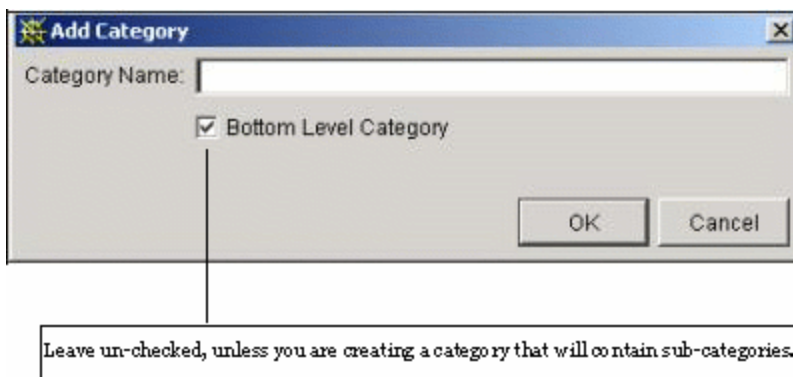 Add Category
Category Name:
Bottom Level Category
OK Cancel
Leave un-checked, unless you are creating a category that will contain sub-categories.